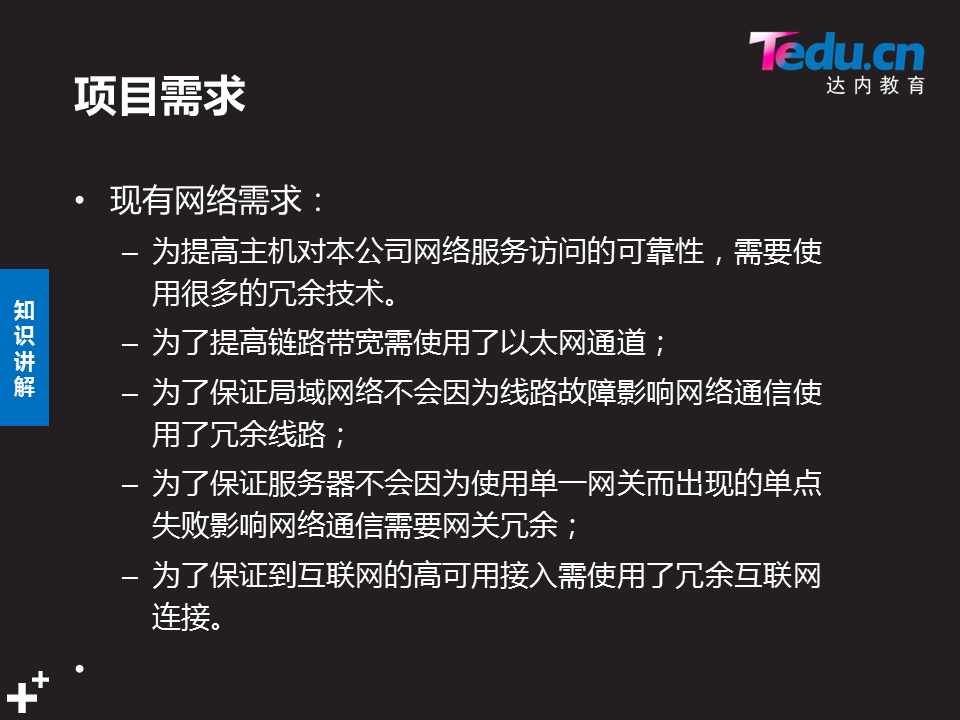 Tedu.cn
达内教育
项目需求
• 现有网络需求：
– 为提高主机对本公司网络服务访问的可靠性，需要使
用很多的冗余技术。
– 为了提高链路带宽需使用了以太网通道；
– 为了保证局域网络不会因为线路故障影响网络通信使
用了冗余线路；
– 为了保证服务器不会因为使用单一网关而出现的单点
失败影响网络通信需要网关冗余；
– 为了保证到互联网的高可用接入需使用了冗余互联网
连接。
•
知
识
讲
解